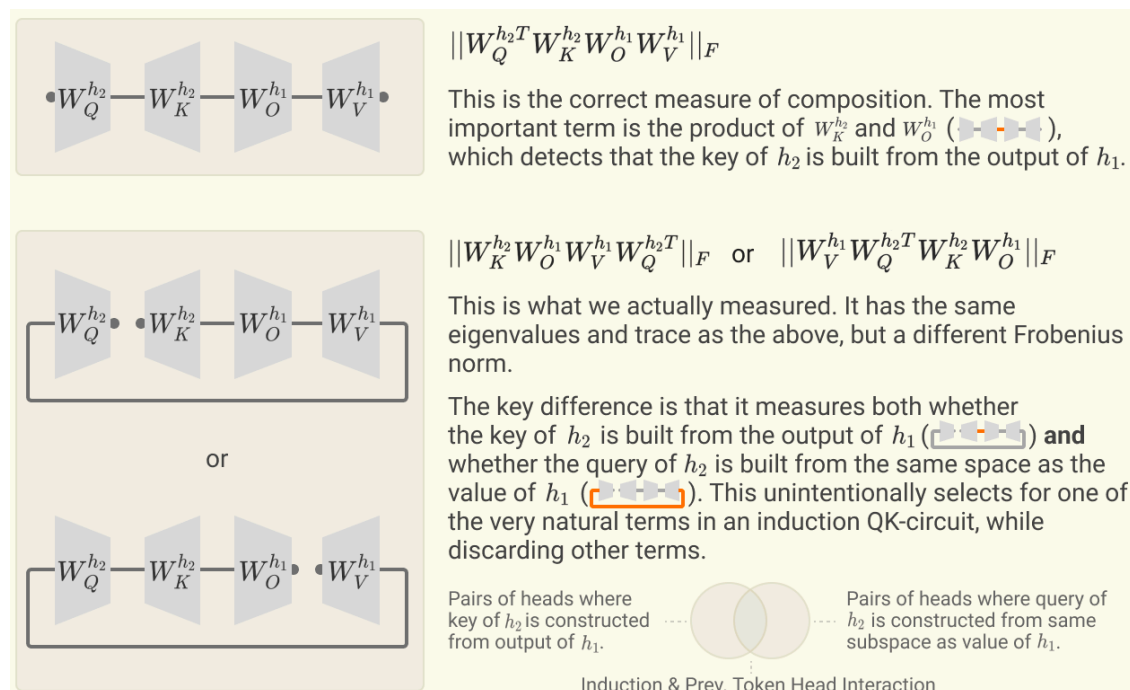 W_Q^{h_2} W_K^{h_2} W_O^{h_1} W_V^{h_1}
||W_Q^{h_2 T} W_K^{h_2} W_O^{h_1} W_V^{h_1}||_F
This is the correct measure of composition. The most
important term is the product of W_K^{h_2} and W_O^{h_1} ( ),
which detects that the key of h_2 is built from the output of h_1.
W_Q^{h_2} W_K^{h_2} W_O^{h_1} W_V^{h_1}
or
W_Q^{h_2} W_K^{h_2} W_O^{h_1} W_V^{h_1}
||W_K^{h_2} W_O^{h_1} W_V^{h_1} W_Q^{h_2 T}||_F or ||W_V^{h_1} W_Q^{h_2 T} W_K^{h_2} W_O^{h_1}||_F
This is what we actually measured. It has the same
eigenvalues and trace as the above, but a different Frobenius
norm.
The key difference is that it measures both whether
the key of h_2 is built from the output of h_1 ( ) and
whether the query of h_2 is built from the same space as the
value of h_1 ( ). This unintentionally selects for one of
the very natural terms in an induction QK-circuit, while
discarding other terms.
Pairs of heads where
key of h_2 is constructed
from output of h_1.
Pairs of heads where query of
h_2 is constructed from same
subspace as value of h_1.
Induction & Prev. Token Head Interaction